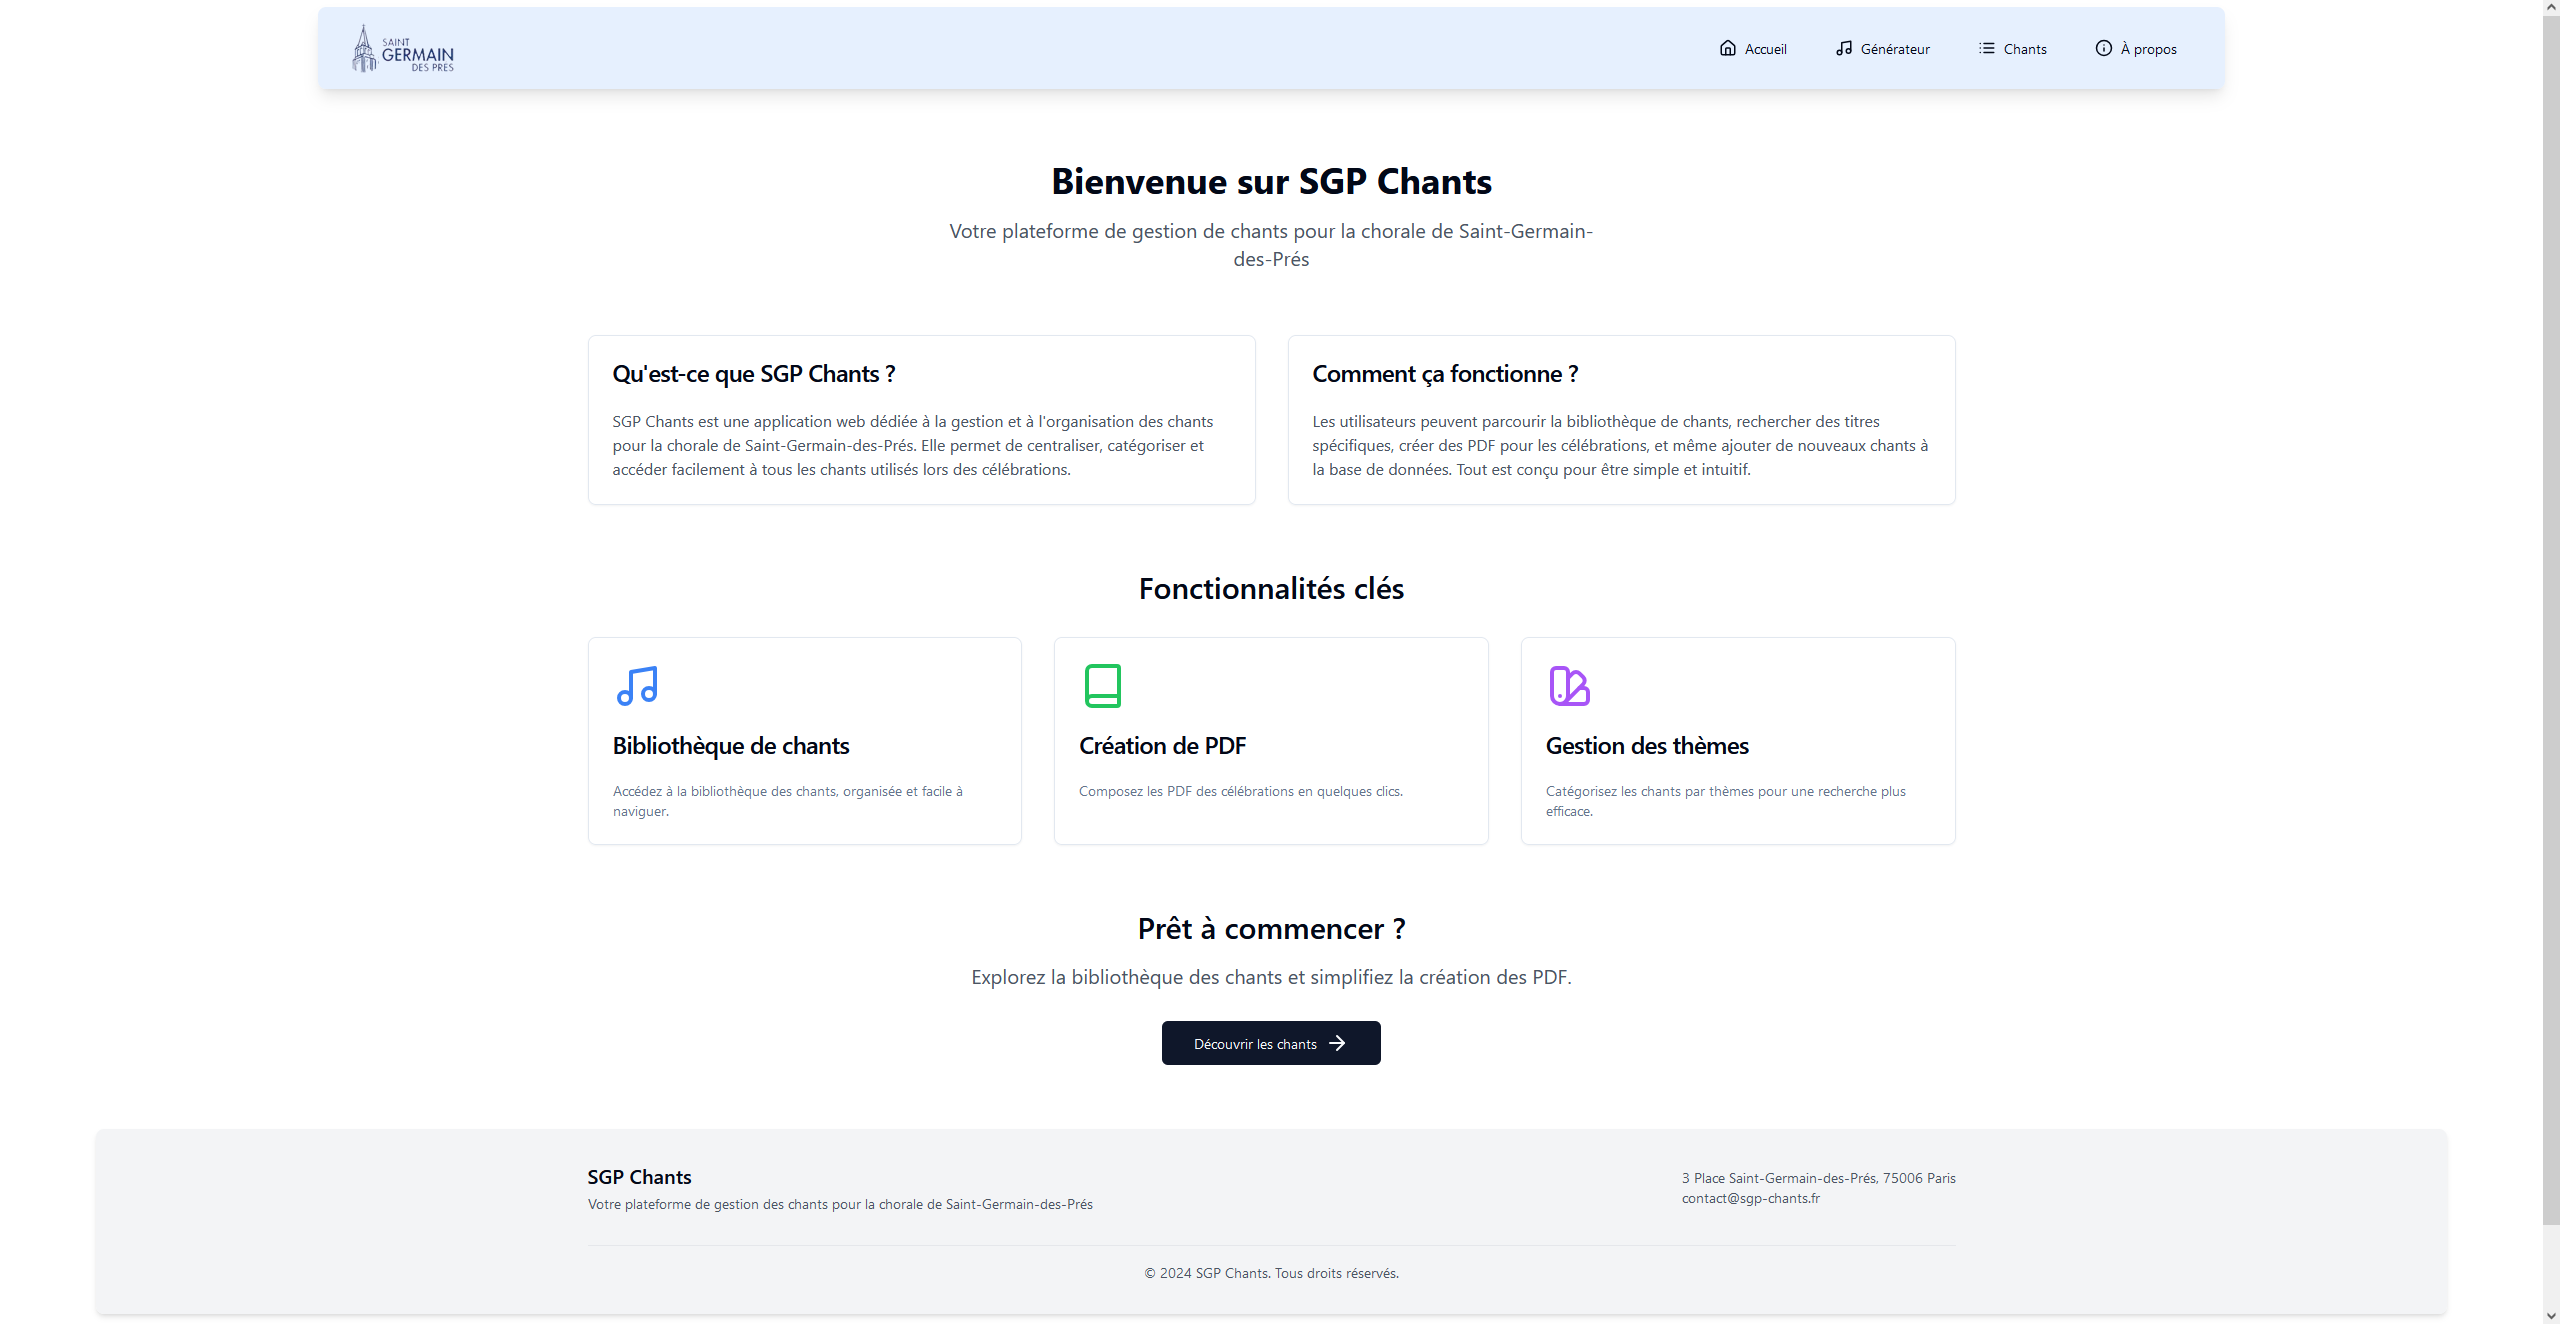 SAINT
GERMAIN
DES PRÉS
Accueil
Générateur
Chants
À propos
Bienvenue sur SGP Chants
Votre plateforme de gestion de chants pour la chorale de Saint-Germain-
des-Prés
Qu'est-ce que SGP Chants ?
SGP Chants est une application web dédiée à la gestion et à l'organisation des chants
pour la chorale de Saint-Germain-des-Prés. Elle permet de centraliser, catégoriser et
accéder facilement à tous les chants utilisés lors des célébrations.
Comment ça fonctionne ?
Les utilisateurs peuvent parcourir la bibliothèque de chants, rechercher des titres
spécifiques, créer des PDF pour les célébrations, et même ajouter de nouveaux chants à
la base de données. Tout est conçu pour être simple et intuitif.
Fonctionnalités clés
Bibliothèque de chants
Accédez à la bibliothèque des chants, organisée et facile à
naviguer.
Création de PDF
Composez les PDF des célébrations en quelques clics.
Gestion des thèmes
Catégorisez les chants par thèmes pour une recherche plus
efficace.
Prêt à commencer ?
Explorez la bibliothèque des chants et simplifiez la création des PDF.
Découvrir les chants
SGP Chants
Votre plateforme de gestion des chants pour la chorale de Saint-Germain-des-Prés
3 Place Saint-Germain-des-Prés, 75006 Paris
contact@sgp-chants.fr
© 2024 SGP Chants. Tous droits réservés.